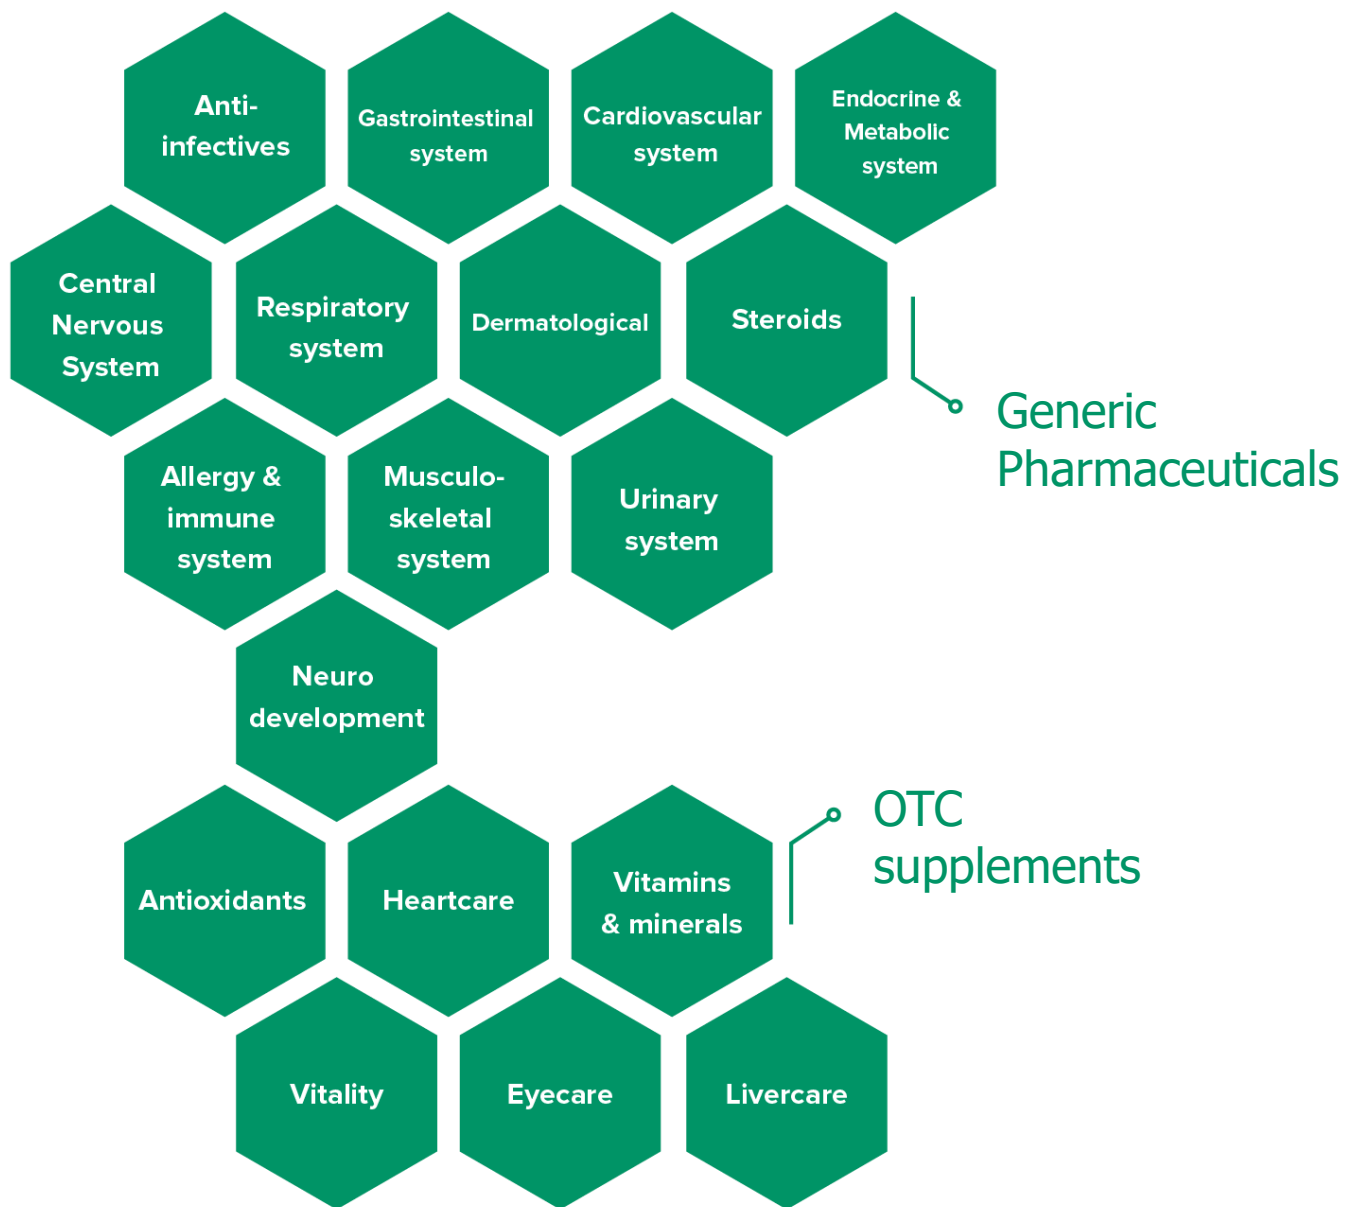 Anti-
infectives
Gastrointestinal
system
Cardiovascular
system
Endocrine &
Metabolic
system
Central
Nervous
System
Respiratory
system
Dermatological
Steroids
Generic
Pharmaceuticals
Allergy &
immune
system
Musculo-
skeletal
system
Urinary
system
Neuro
development
OTC
supplements
Antioxidants
Heartcare
Vitamins
& minerals
Vitality
Eyecare
Livercare